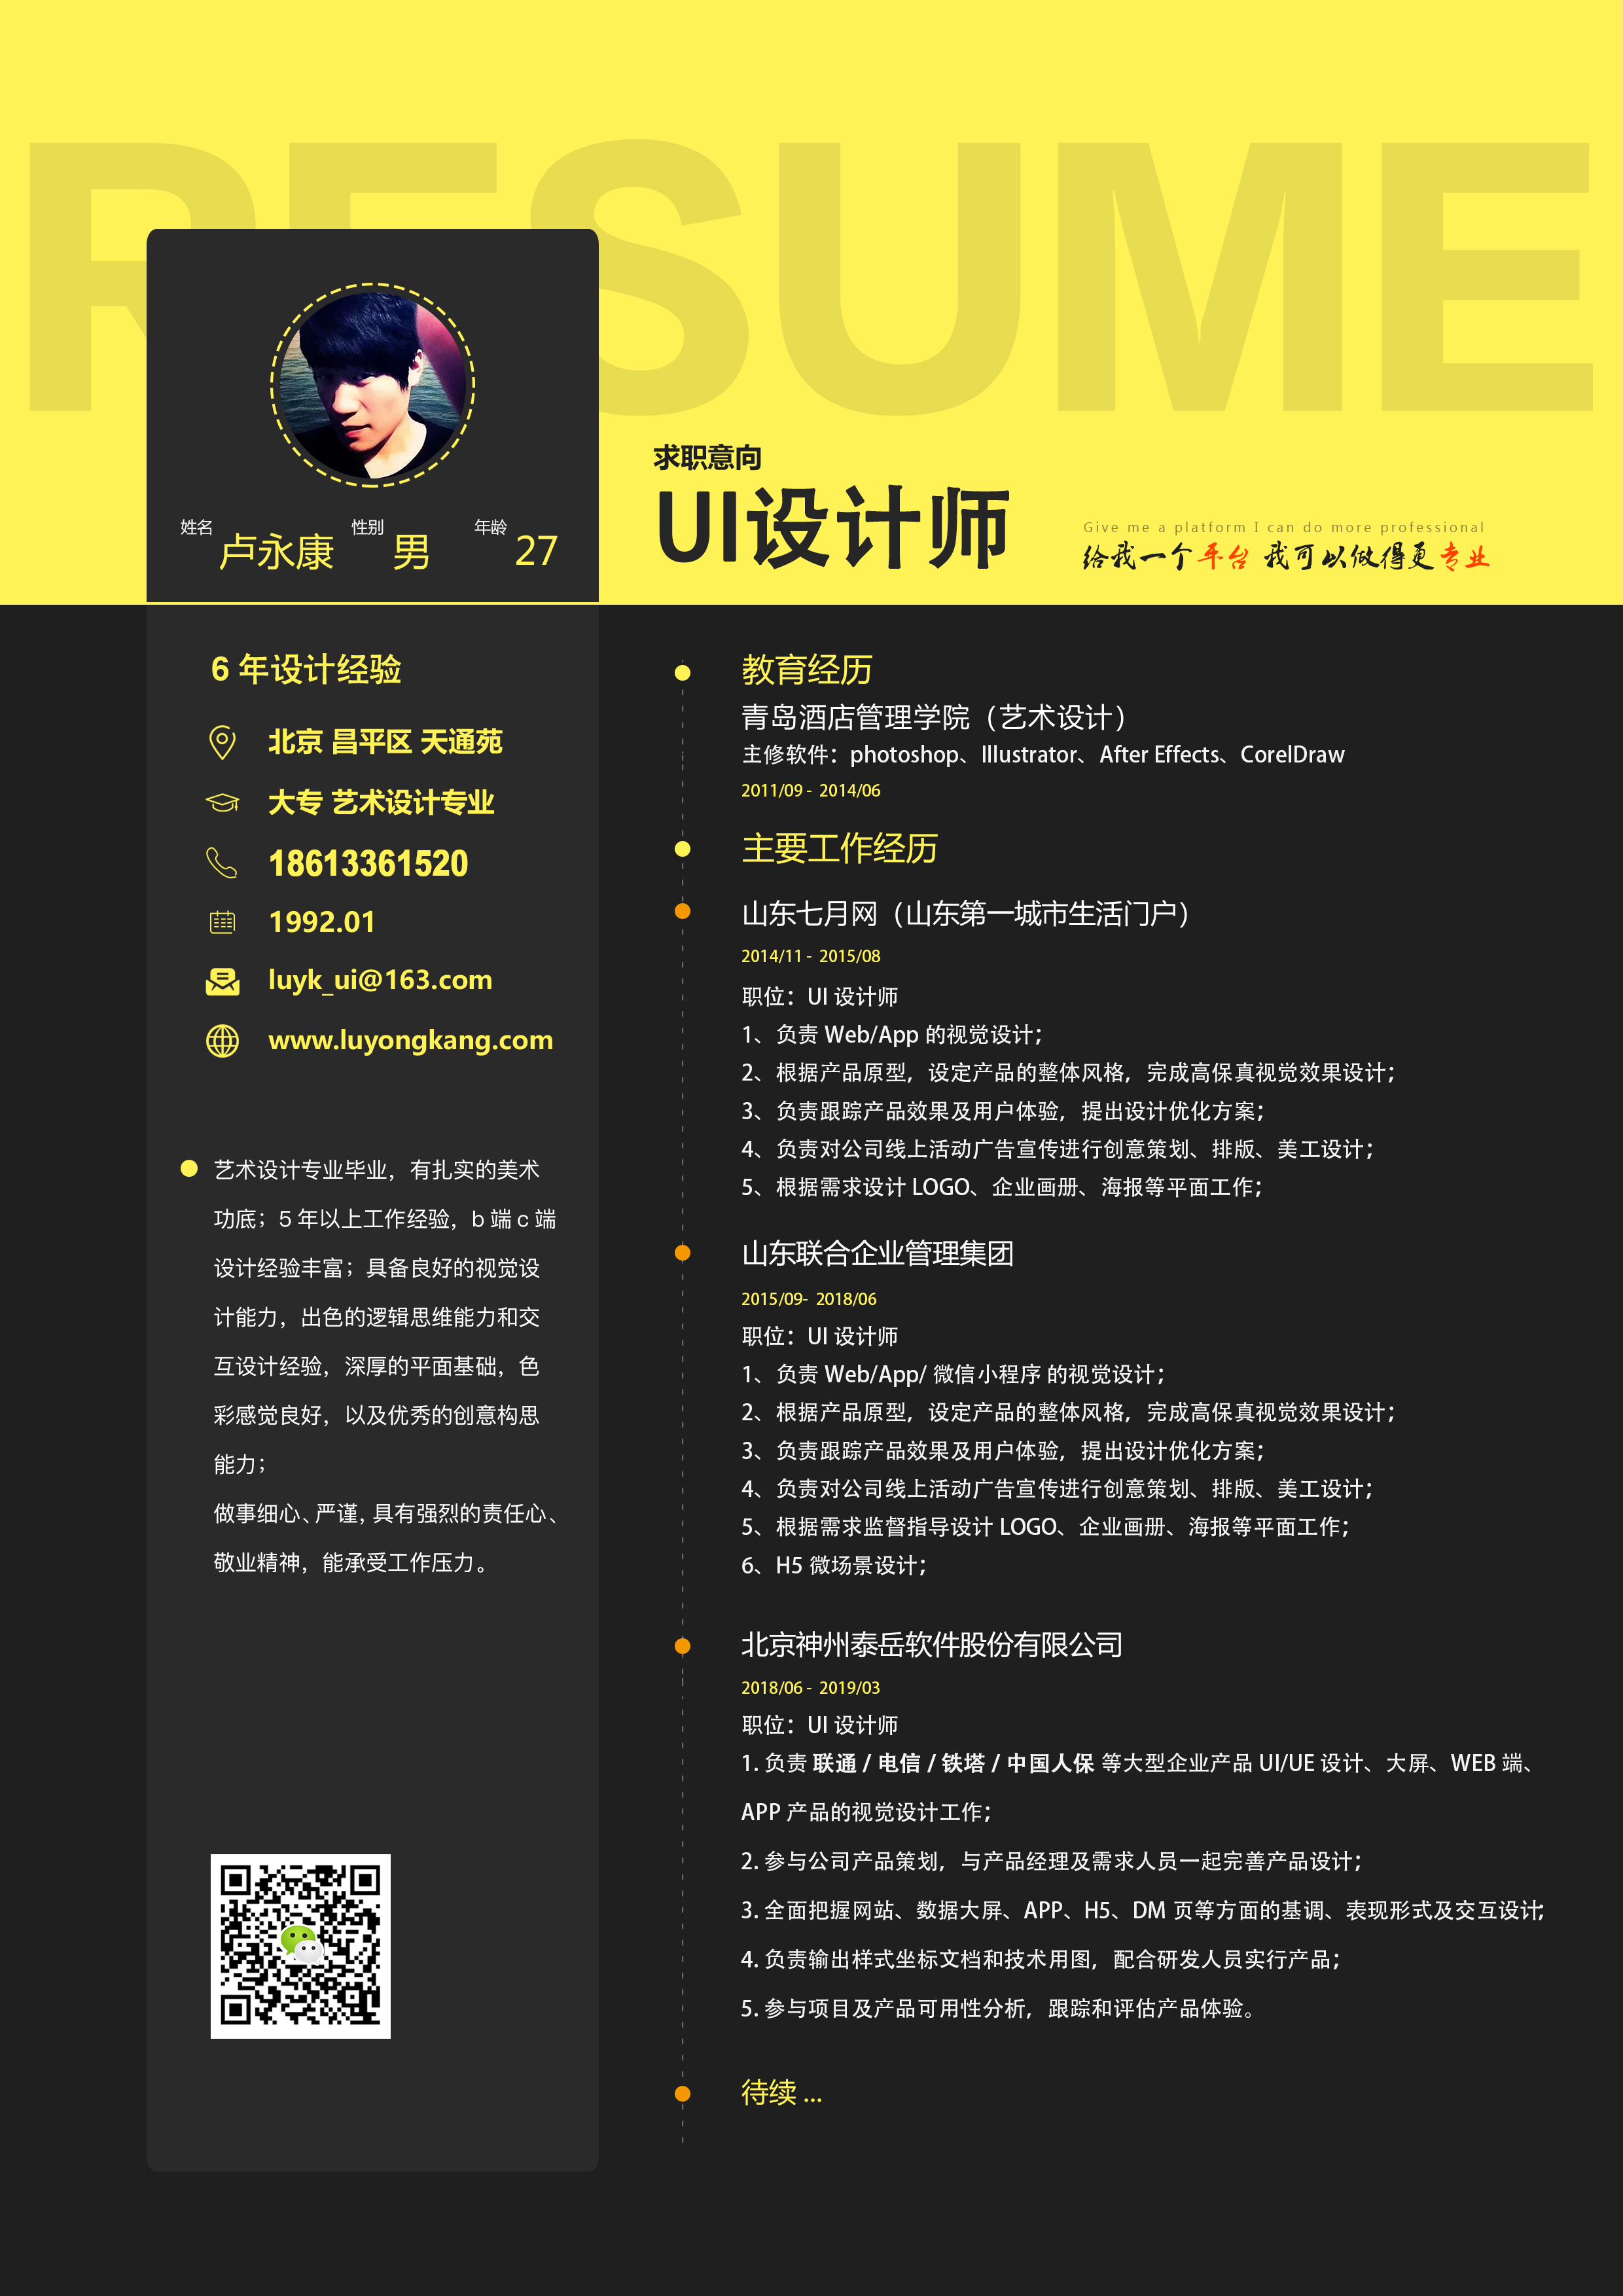 RESUME
姓名 卢永康 性别 男 年龄 27
求职意向
UI设计师
Give me a platform I can do more professional
给我一个平台 我可以做得更专业
6 年设计经验
北京 昌平区 天通苑
大专 艺术设计专业
18613361520
1992.01
luyk_ui@163.com
www.luyongkang.com
艺术设计专业毕业，有扎实的美术
功底；5 年以上工作经验，b 端 c 端
设计经验丰富；具备良好的视觉设
计能力，出色的逻辑思维能力和交
互设计经验，深厚的平面基础，色
彩感觉良好，以及优秀的创意构思
能力；
做事细心、严谨，具有强烈的责任心、
敬业精神，能承受工作压力。
教育经历
青岛酒店管理学院（艺术设计）
主修软件：photoshop、Illustrator、After Effects、CorelDraw
2011/09 - 2014/06
主要工作经历
山东七月网（山东第一城市生活门户）
2014/11 - 2015/08
职位：UI 设计师
1、负责 Web/App 的视觉设计；
2、根据产品原型，设定产品的整体风格，完成高保真视觉效果设计；
3、负责跟踪产品效果及用户体验，提出设计优化方案；
4、负责对公司线上活动广告宣传进行创意策划、排版、美工设计；
5、根据需求设计 LOGO、企业画册、海报等平面工作；
山东联合企业管理集团
2015/09- 2018/06
职位：UI 设计师
1、负责 Web/App/ 微信小程序 的视觉设计；
2、根据产品原型，设定产品的整体风格，完成高保真视觉效果设计；
3、负责跟踪产品效果及用户体验，提出设计优化方案；
4、负责对公司线上活动广告宣传进行创意策划、排版、美工设计；
5、根据需求监督指导设计 LOGO、企业画册、海报等平面工作；
6、H5 微场景设计；
北京神州泰岳软件股份有限公司
2018/06 - 2019/03
职位：UI 设计师
1. 负责 联通 / 电信 / 铁塔 / 中国人保 等大型企业产品 UI/UE 设计、大屏、WEB 端、
APP 产品的视觉设计工作；
2. 参与公司产品策划，与产品经理及需求人员一起完善产品设计；
3. 全面把握网站、数据大屏、APP、H5、DM 页等方面的基调、表现形式及交互设计；
4. 负责输出样式坐标文档和技术用图，配合研发人员实行产品；
5. 参与项目及产品可用性分析，跟踪和评估产品体验。
待续 ...